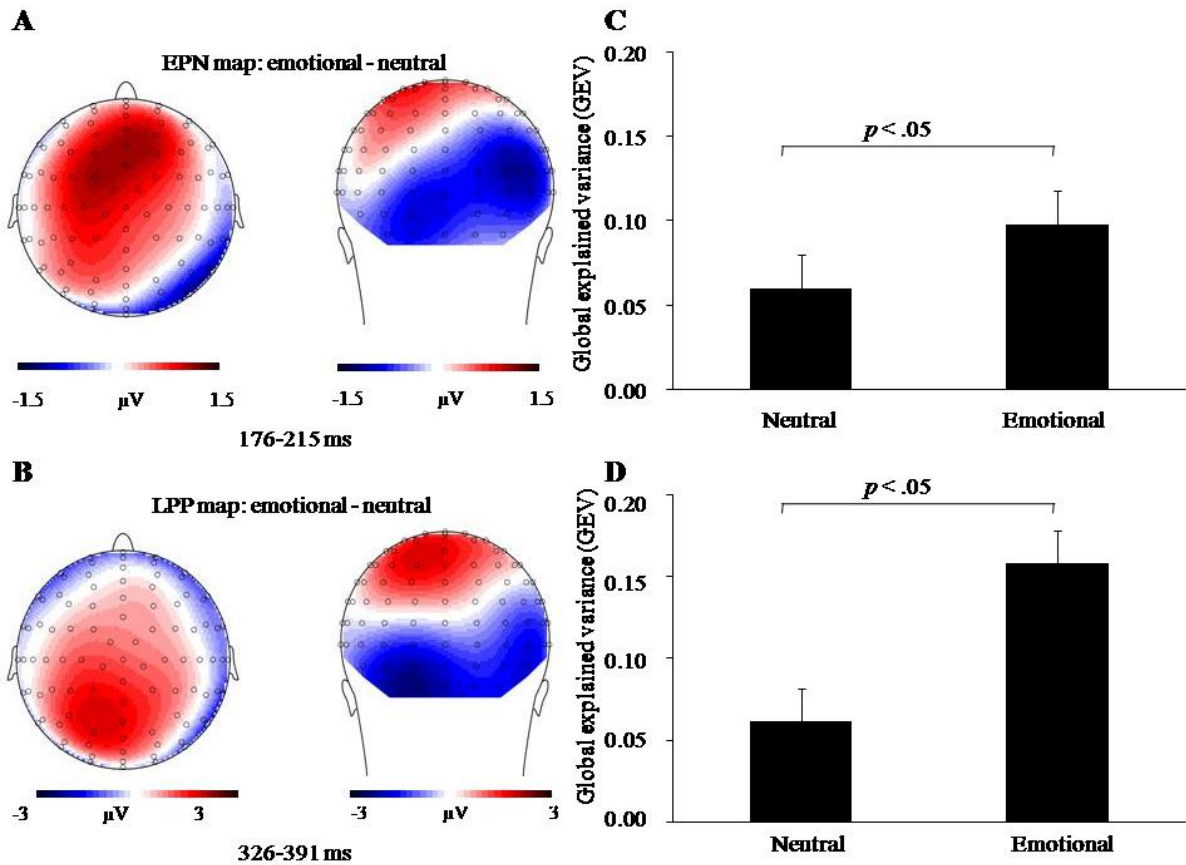 A
EPN map: emotional - neutral
-1.5 µV 1.5
-1.5 µV 1.5
176-215 ms
B
LPP map: emotional - neutral
-3 µV 3
-3 µV 3
326-391 ms
C
Global explained variance (GEV)
0.20
0.15
0.10
0.05
0.00
p < .05
Neutral Emotional
D
Global explained variance (GEV)
0.20
0.15
0.10
0.05
0.00
p < .05
Neutral Emotional